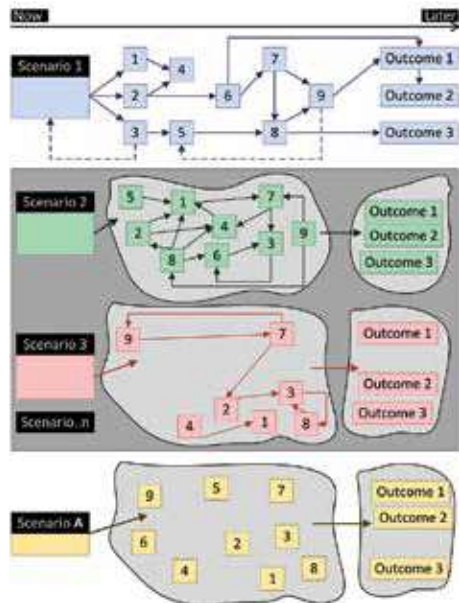 Now Later
Scenario 1
1
4
2
3
5
6
7
8
9
Outcome 1
Outcome 2
Outcome 3
Scenario 2
5
1
7
2
4
9
8
6
3
Outcome 1
Outcome 2
Outcome 3
Scenario 3
9
7
2
3
4
1
8
Outcome 1
Outcome 2
Outcome 3
Scenario..n
Scenario A
9
5
7
6
2
3
4
1
8
Outcome 1
Outcome 2
Outcome 3